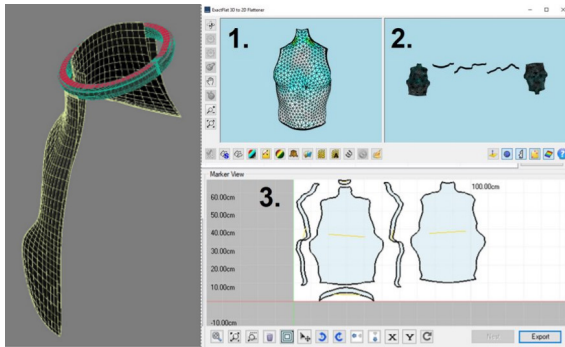 ExactFlat 3D to 2D Flattener
1.
2.
Marker View
3.
100.00cm
60.00cm
50.00cm
40.00cm
30.00cm
20.00cm
10.00cm
-10.00cm
X
Y
C
Next
Export